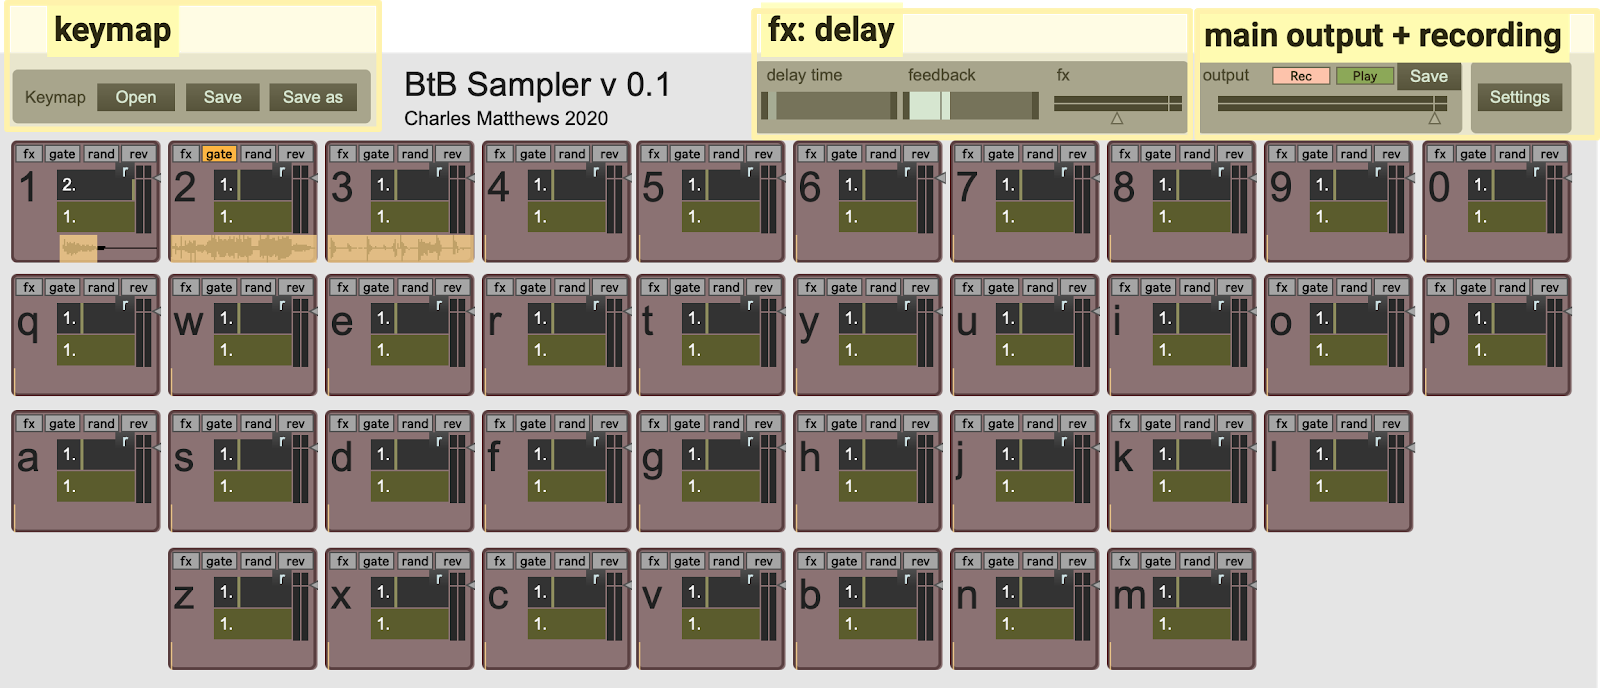 keymap
fx: delay
main output + recording
Keymap Open Save Save as
BtB Sampler v 0.1
Charles Matthews 2020
delay time feedback fx
output Rec Play Save
Settings
fx gate rand rev fx gate rand rev fx gate rand rev fx gate rand rev fx gate rand rev fx gate rand rev fx gate rand rev fx gate rand rev fx gate rand rev fx gate rand rev
r r r r r r r r r r
1 2. 2 1. 3 1. 4 1. 5 1. 6 1. 7 1. 8 1. 9 1. 0 1.
1. 1. 1. 1. 1. 1. 1. 1. 1. 1.
fx gate rand rev fx gate rand rev fx gate rand rev fx gate rand rev fx gate rand rev fx gate rand rev fx gate rand rev fx gate rand rev fx gate rand rev fx gate rand rev
r r r r r r r r r r
q 1. w 1. e 1. r 1. t 1. y 1. u 1. i 1. o 1. p 1.
1. 1. 1. 1. 1. 1. 1. 1. 1. 1.
fx gate rand rev fx gate rand rev fx gate rand rev fx gate rand rev fx gate rand rev fx gate rand rev fx gate rand rev fx gate rand rev fx gate rand rev
r r r r r r r r r
a 1. s 1. d 1. f 1. g 1. h 1. j 1. k 1. l 1.
1. 1. 1. 1. 1. 1. 1. 1. 1.
fx gate rand rev fx gate rand rev fx gate rand rev fx gate rand rev fx gate rand rev fx gate rand rev fx gate rand rev
r r r r r r r
z 1. x 1. c 1. v 1. b 1. n 1. m 1.
1. 1. 1. 1. 1. 1. 1.